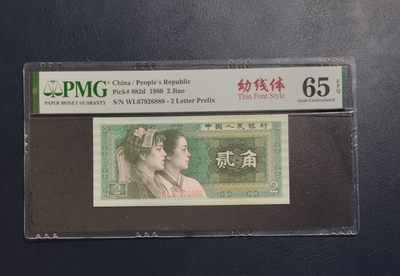 PMG
PAPER MONEY GUARANTY
China / People's Republic
Pick# 882d 1980 2 Jiao
S/N WL67926888 - 2 Letter Prefix
幼线体
Thin Font Style
65
EPQ
Gem Uncirculated
中国人民银行
贰角
2
2
WL67926888